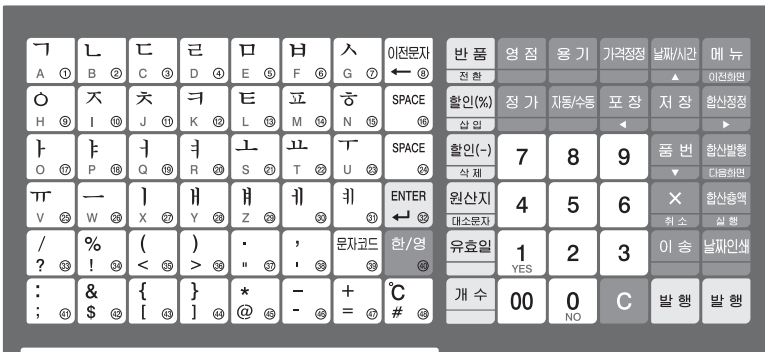 ㄱ ㄴ ㄷ ㄹ ㅁ ㅂ ㅅ 이전문자 반 품 영 점 용 기 가격정정 날짜/시간 메 뉴
A ① B ② C ③ D ④ E ⑤ F ⑥ G ⑦ ← ⑧ 전 환 ▲ 이전화면
ㅇ ㅈ ㅊ ㅋ ㅌ ㅍ ㅎ SPACE 할인(%) 정 가 자동/수동 포 장 저 장 합산정정
H ⑨ I ⑩ J ⑪ K ⑫ L ⑬ M ⑭ N ⑮ ⑯ 삽 입 ◀ ▶
ㅏ ㅑ ㅓ ㅕ ㅗ ㅛ ㅜ SPACE 할인(-) 7 8 9 품 번 합산발행
O ⑰ P ⑱ Q ⑲ R ⑳ S ㉑ T ㉒ U ㉓ ㉔ 삭 제 ▼ 다음화면
ㅠ ㅡ ㅣ ㅐ ㅒ ㅔ ㅖ ENTER 원산지 4 5 6 × 합산총액
V ㉕ W ㉖ X ㉗ Y ㉘ Z ㉙ ㉚ ㉛ ↵ ㉜ 대소문자 취 소 실 행
/ % ( ) . , 문자코드 한/영 유효일 1 2 3 이 송 날짜인쇄
? ㉝ ! ㉞ < ㉟ > ㊱ " ㊲ ' ㊳ ㊴ ㊵ YES
: & { } * – + ℃ 개 수 00 0 C 발 행 발 행
; ㊶ $ ㊷ [ ㊸ ] ㊹ @ ㊺ - ㊻ = ㊼ # ㊽ NO